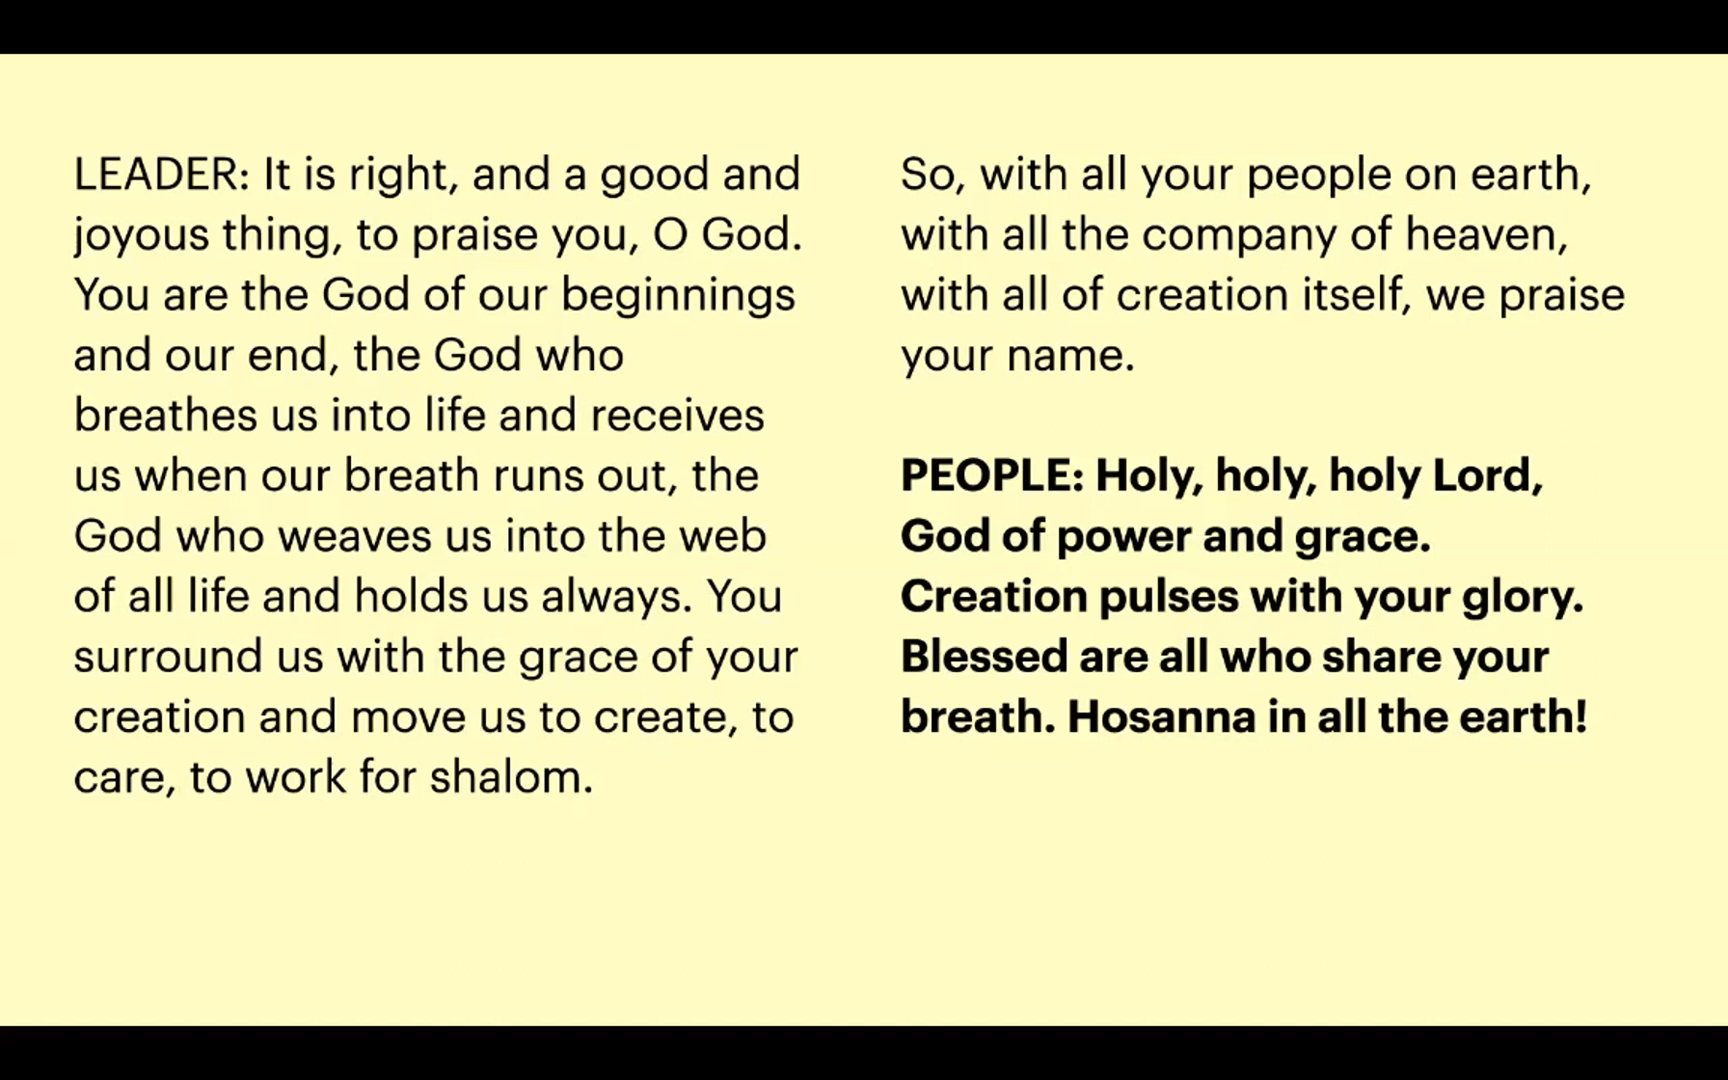 LEADER: It is right, and a good and
joyous thing, to praise you, O God.
You are the God of our beginnings
and our end, the God who
breathes us into life and receives
us when our breath runs out, the
God who weaves us into the web
of all life and holds us always. You
surround us with the grace of your
creation and move us to create, to
care, to work for shalom.
So, with all your people on earth,
with all the company of heaven,
with all of creation itself, we praise
your name.
PEOPLE: Holy, holy, holy Lord,
God of power and grace.
Creation pulses with your glory.
Blessed are all who share your
breath. Hosanna in all the earth!